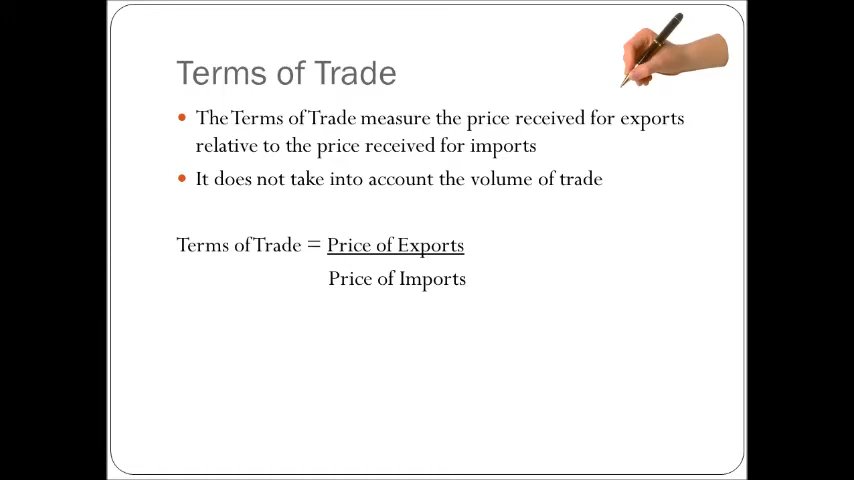 Terms of Trade
• The Terms of Trade measure the price received for exports
relative to the price received for imports
• It does not take into account the volume of trade
Terms of Trade = Price of Exports
Price of Imports